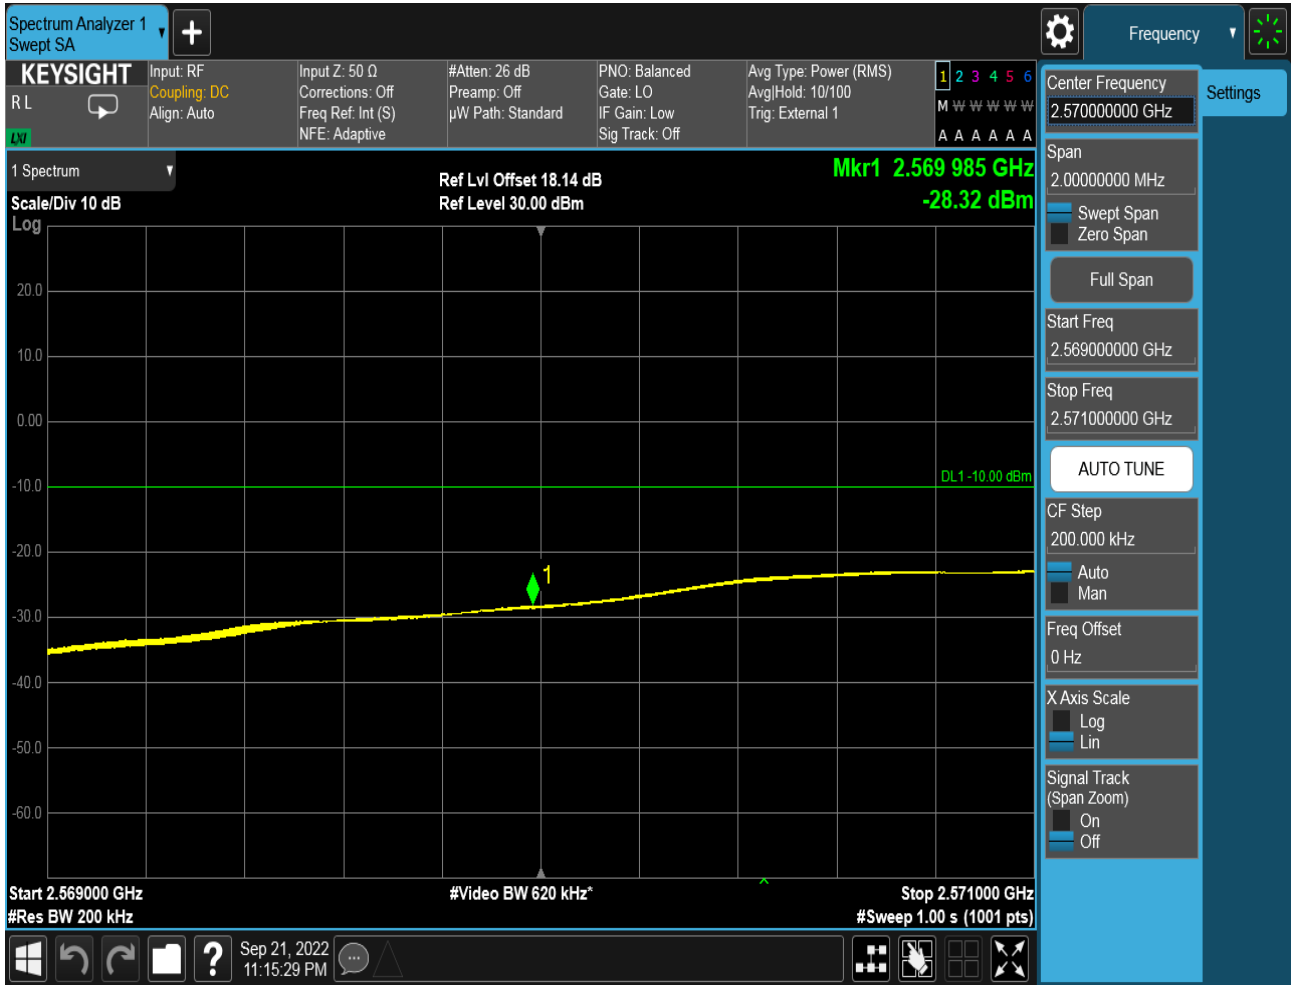 Spectrum Analyzer 1
Swept SA
Frequency
KEYSIGHT
R L
LXI
Input: RF
Coupling: DC
Align: Auto
Input Z: 50 Ω
Corrections: Off
Freq Ref: Int (S)
NFE: Adaptive
#Atten: 26 dB
Preamp: Off
µW Path: Standard
PNO: Balanced
Gate: LO
IF Gain: Low
Sig Track: Off
Avg Type: Power (RMS)
Avg|Hold: 10/100
Trig: External 1
1 2 3 4 5 6
M W W W W W
A A A A A A
1 Spectrum
Scale/Div 10 dB
Log
Ref Lvl Offset 18.14 dB
Ref Level 30.00 dBm
Mkr1 2.569 985 GHz
-28.32 dBm
20.0
10.0
0.00
-10.0
DL1 -10.00 dBm
-20.0
1
-30.0
-40.0
-50.0
-60.0
Start 2.569000 GHz
#Res BW 200 kHz
#Video BW 620 kHz*
Stop 2.571000 GHz
#Sweep 1.00 s (1001 pts)
Center Frequency
2.570000000 GHz
Settings
Span
2.00000000 MHz
Swept Span
Zero Span
Full Span
Start Freq
2.569000000 GHz
Stop Freq
2.571000000 GHz
AUTO TUNE
CF Step
200.000 kHz
Auto
Man
Freq Offset
0 Hz
X Axis Scale
Log
Lin
Signal Track
(Span Zoom)
On
Off
?
Sep 21, 2022
11:15:29 PM